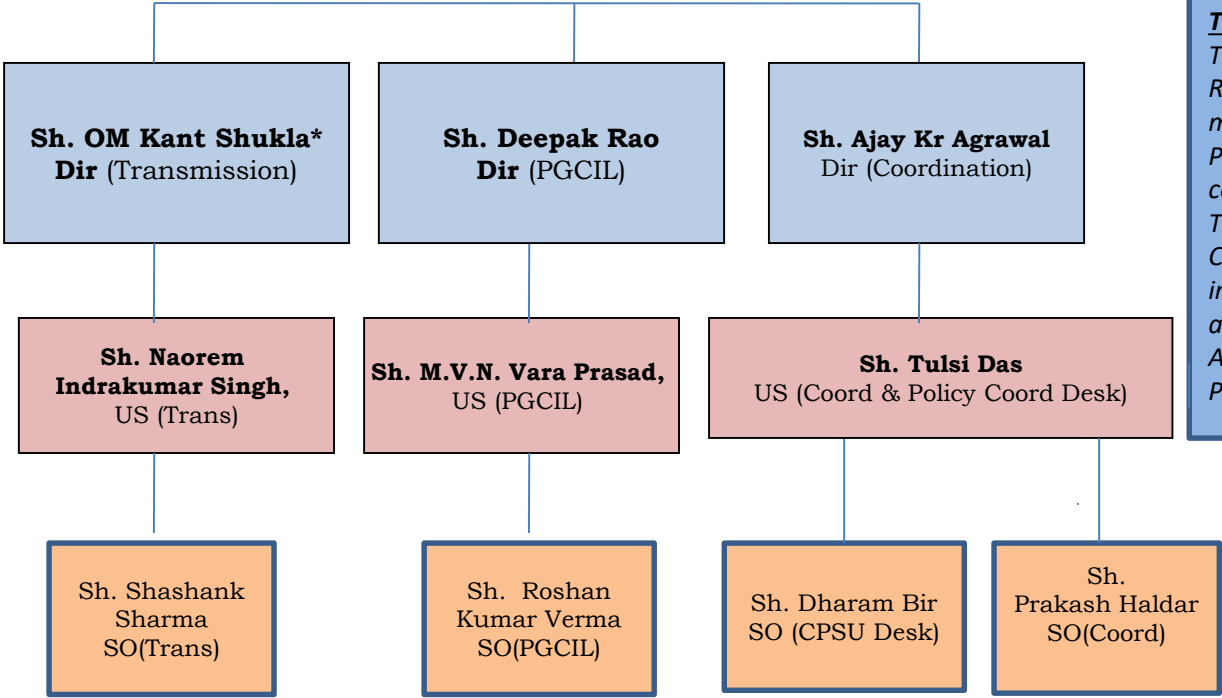 Sh. OM Kant Shukla*
Dir (Transmission)
Sh. Deepak Rao
Dir (PGCIL)
Sh. Ajay Kr Agrawal
Dir (Coordination)
Sh. Naorem
Indrakumar Singh,
US (Trans)
Sh. M.V.N. Vara Prasad,
US (PGCIL)
Sh. Tulsi Das
US (Coord & Policy Coord Desk)
Sh. Shashank
Sharma
SO(Trans)
Sh. Roshan
Kumar Verma
SO(PGCIL)
Sh. Dharam Bir
SO (CPSU Desk)
Sh.
Prakash Haldar
SO(Coord)